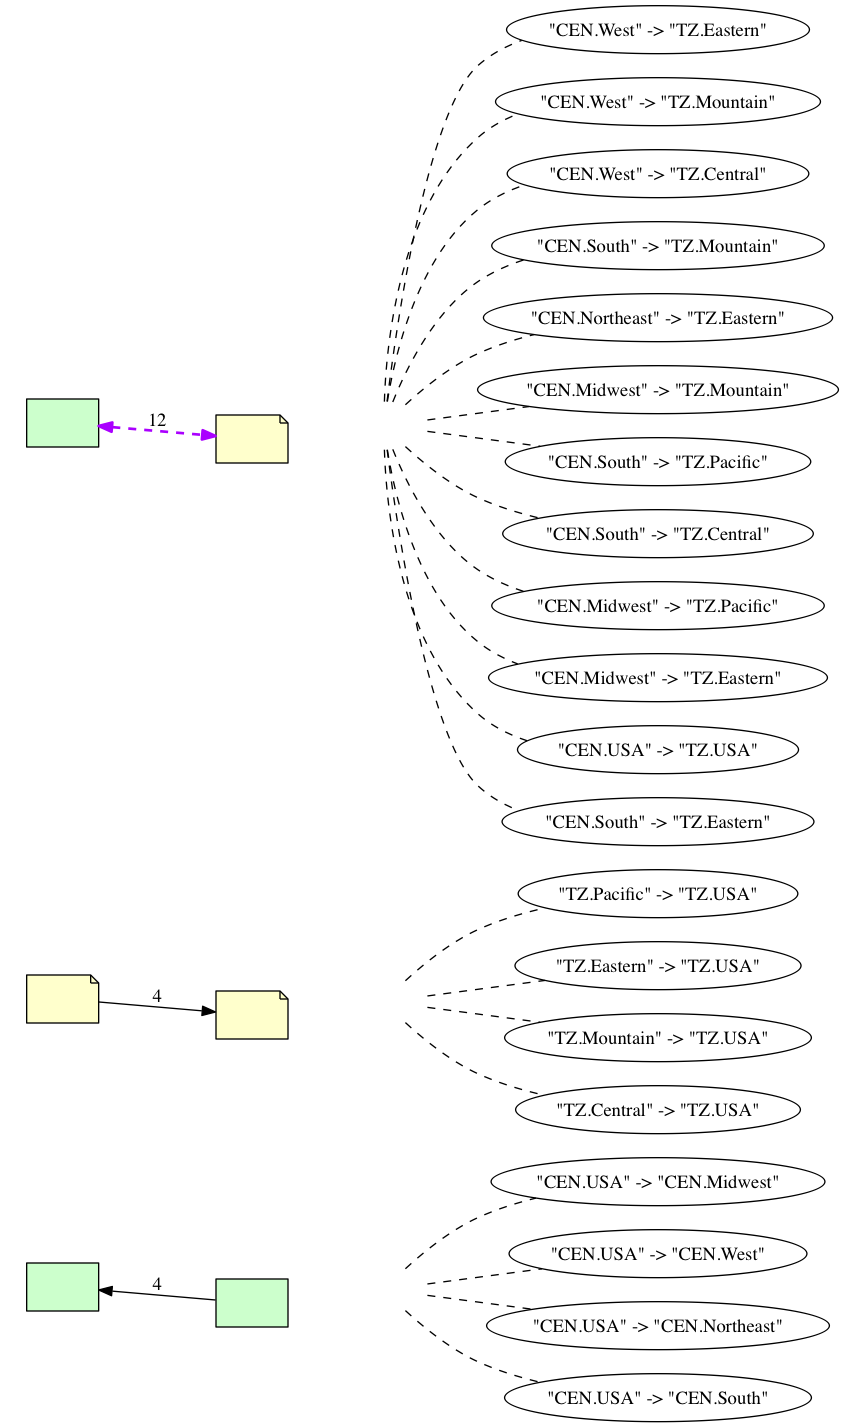 "CEN.West" -> "TZ.Eastern"
"CEN.West" -> "TZ.Mountain"
"CEN.West" -> "TZ.Central"
"CEN.South" -> "TZ.Mountain"
"CEN.Northeast" -> "TZ.Eastern"
"CEN.Midwest" -> "TZ.Mountain"
12
"CEN.South" -> "TZ.Pacific"
"CEN.South" -> "TZ.Central"
"CEN.Midwest" -> "TZ.Pacific"
"CEN.Midwest" -> "TZ.Eastern"
"CEN.USA" -> "TZ.USA"
"CEN.South" -> "TZ.Eastern"
"TZ.Pacific" -> "TZ.USA"
"TZ.Eastern" -> "TZ.USA"
4
"TZ.Mountain" -> "TZ.USA"
"TZ.Central" -> "TZ.USA"
"CEN.USA" -> "CEN.Midwest"
"CEN.USA" -> "CEN.West"
4
"CEN.USA" -> "CEN.Northeast"
"CEN.USA" -> "CEN.South"